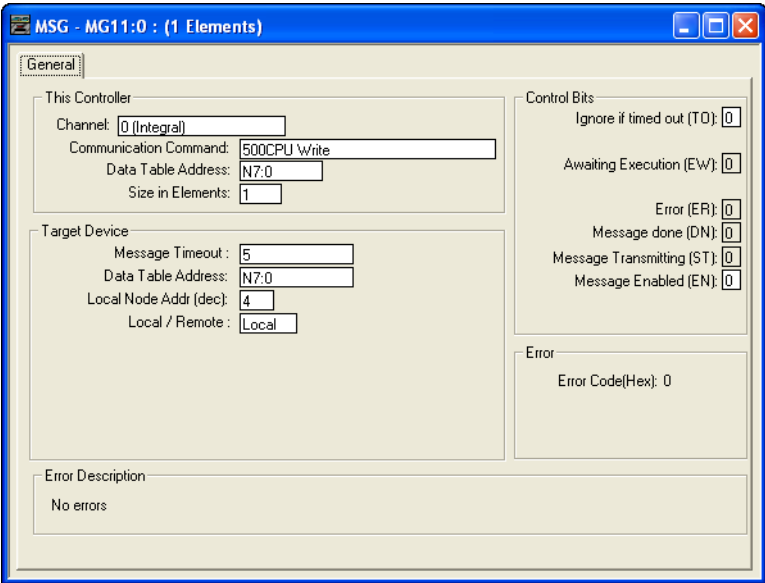 MSG - MG11:0 : (1 Elements)
General
This Controller
Channel: 0 (Integral)
Communication Command: 500CPU Write
Data Table Address: N7:0
Size in Elements: 1
Target Device
Message Timeout : 5
Data Table Address: N7:0
Local Node Addr (dec): 4
Local / Remote : Local
Control Bits
Ignore if timed out (TO): 0
Awaiting Execution (EW): 0
Error (ER): 0
Message done (DN): 0
Message Transmitting (ST): 0
Message Enabled (EN): 0
Error
Error Code(Hex): 0
Error Description
No errors